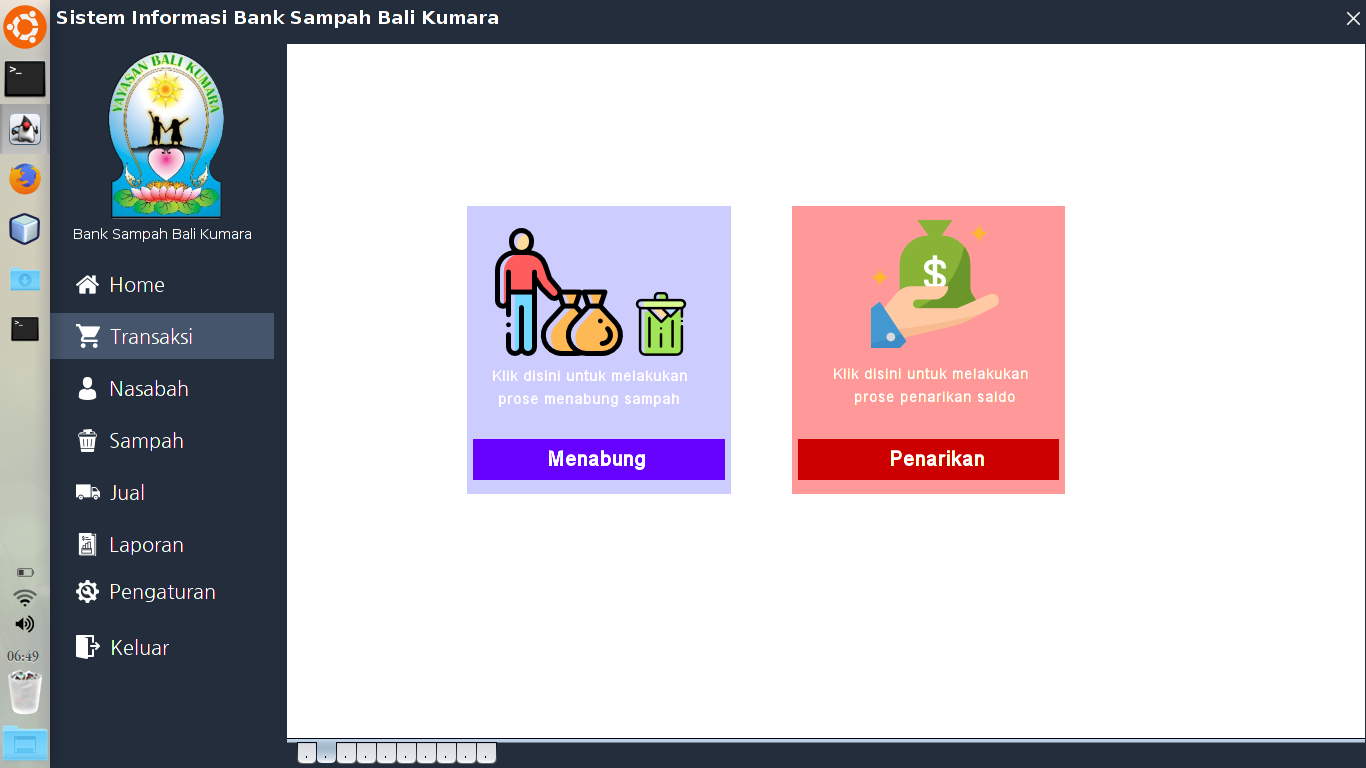 Sistem Informasi Bank Sampah Bali Kumara
YAYASAN BALI KUMARA
Bank Sampah Bali Kumara
Home
Transaksi
Nasabah
Sampah
Jual
Laporan
Pengaturan
Keluar
Klik disini untuk melakukan
prose menabung sampah
Menabung
$
Klik disini untuk melakukan
prose penarikan saldo
Penarikan
06:49
. . . . . . . . . .